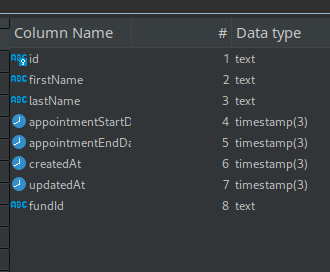 Column Name # Data type
ABC id 1 text
ABC firstName 2 text
ABC lastName 3 text
appointmentStartD 4 timestamp(3)
appointmentEndDa 5 timestamp(3)
createdAt 6 timestamp(3)
updatedAt 7 timestamp(3)
ABC fundId 8 text